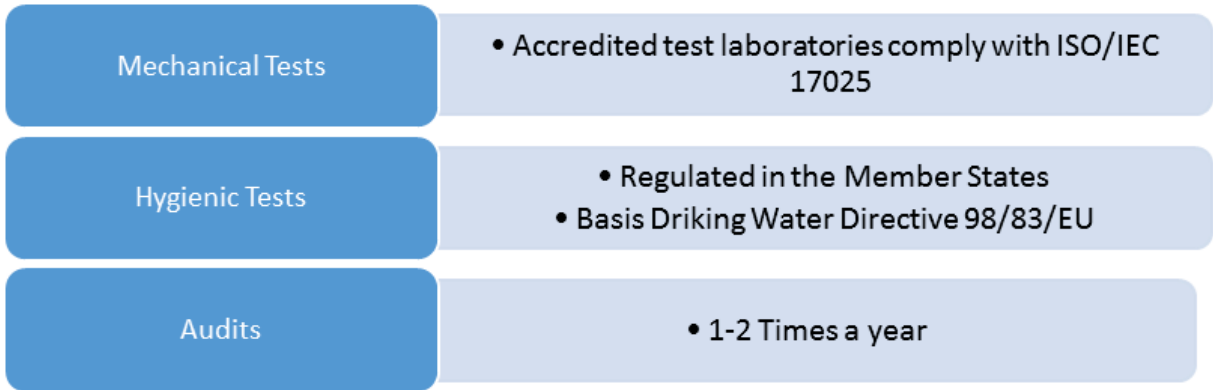 Mechanical Tests
• Accredited test laboratories comply with ISO/IEC
17025
Hygienic Tests
• Regulated in the Member States
• Basis Driking Water Directive 98/83/EU
Audits
• 1-2 Times a year